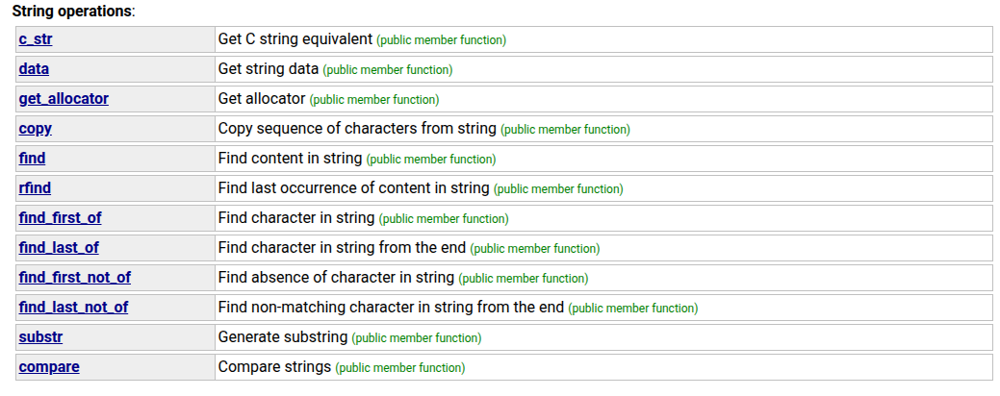 String operations:
c_str Get C string equivalent (public member function)
data Get string data (public member function)
get_allocator Get allocator (public member function)
copy Copy sequence of characters from string (public member function)
find Find content in string (public member function)
rfind Find last occurrence of content in string (public member function)
find_first_of Find character in string (public member function)
find_last_of Find character in string from the end (public member function)
find_first_not_of Find absence of character in string (public member function)
find_last_not_of Find non-matching character in string from the end (public member function)
substr Generate substring (public member function)
compare Compare strings (public member function)